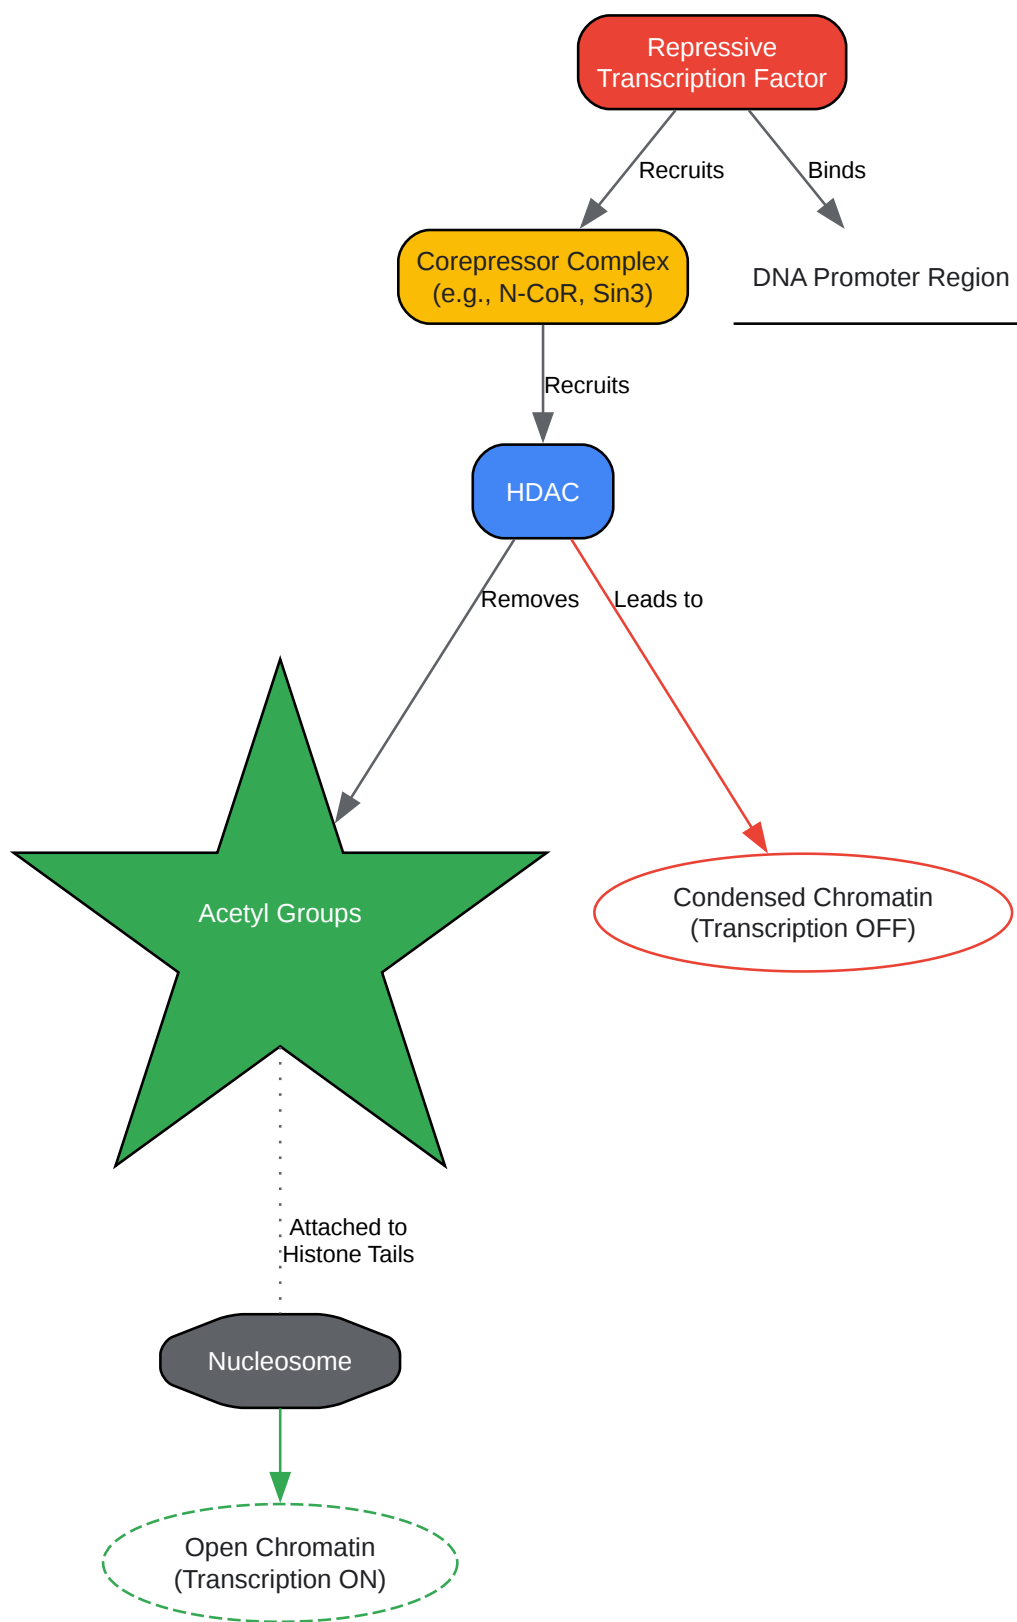 Repressive
Transcription Factor
Recruits
Binds
Corepressor Complex
(e.g., N-CoR, Sin3)
DNA Promoter Region
Recruits
HDAC
Removes
Leads to
Acetyl Groups
Condensed Chromatin
(Transcription OFF)
Attached to
Histone Tails
Nucleosome
Open Chromatin
(Transcription ON)